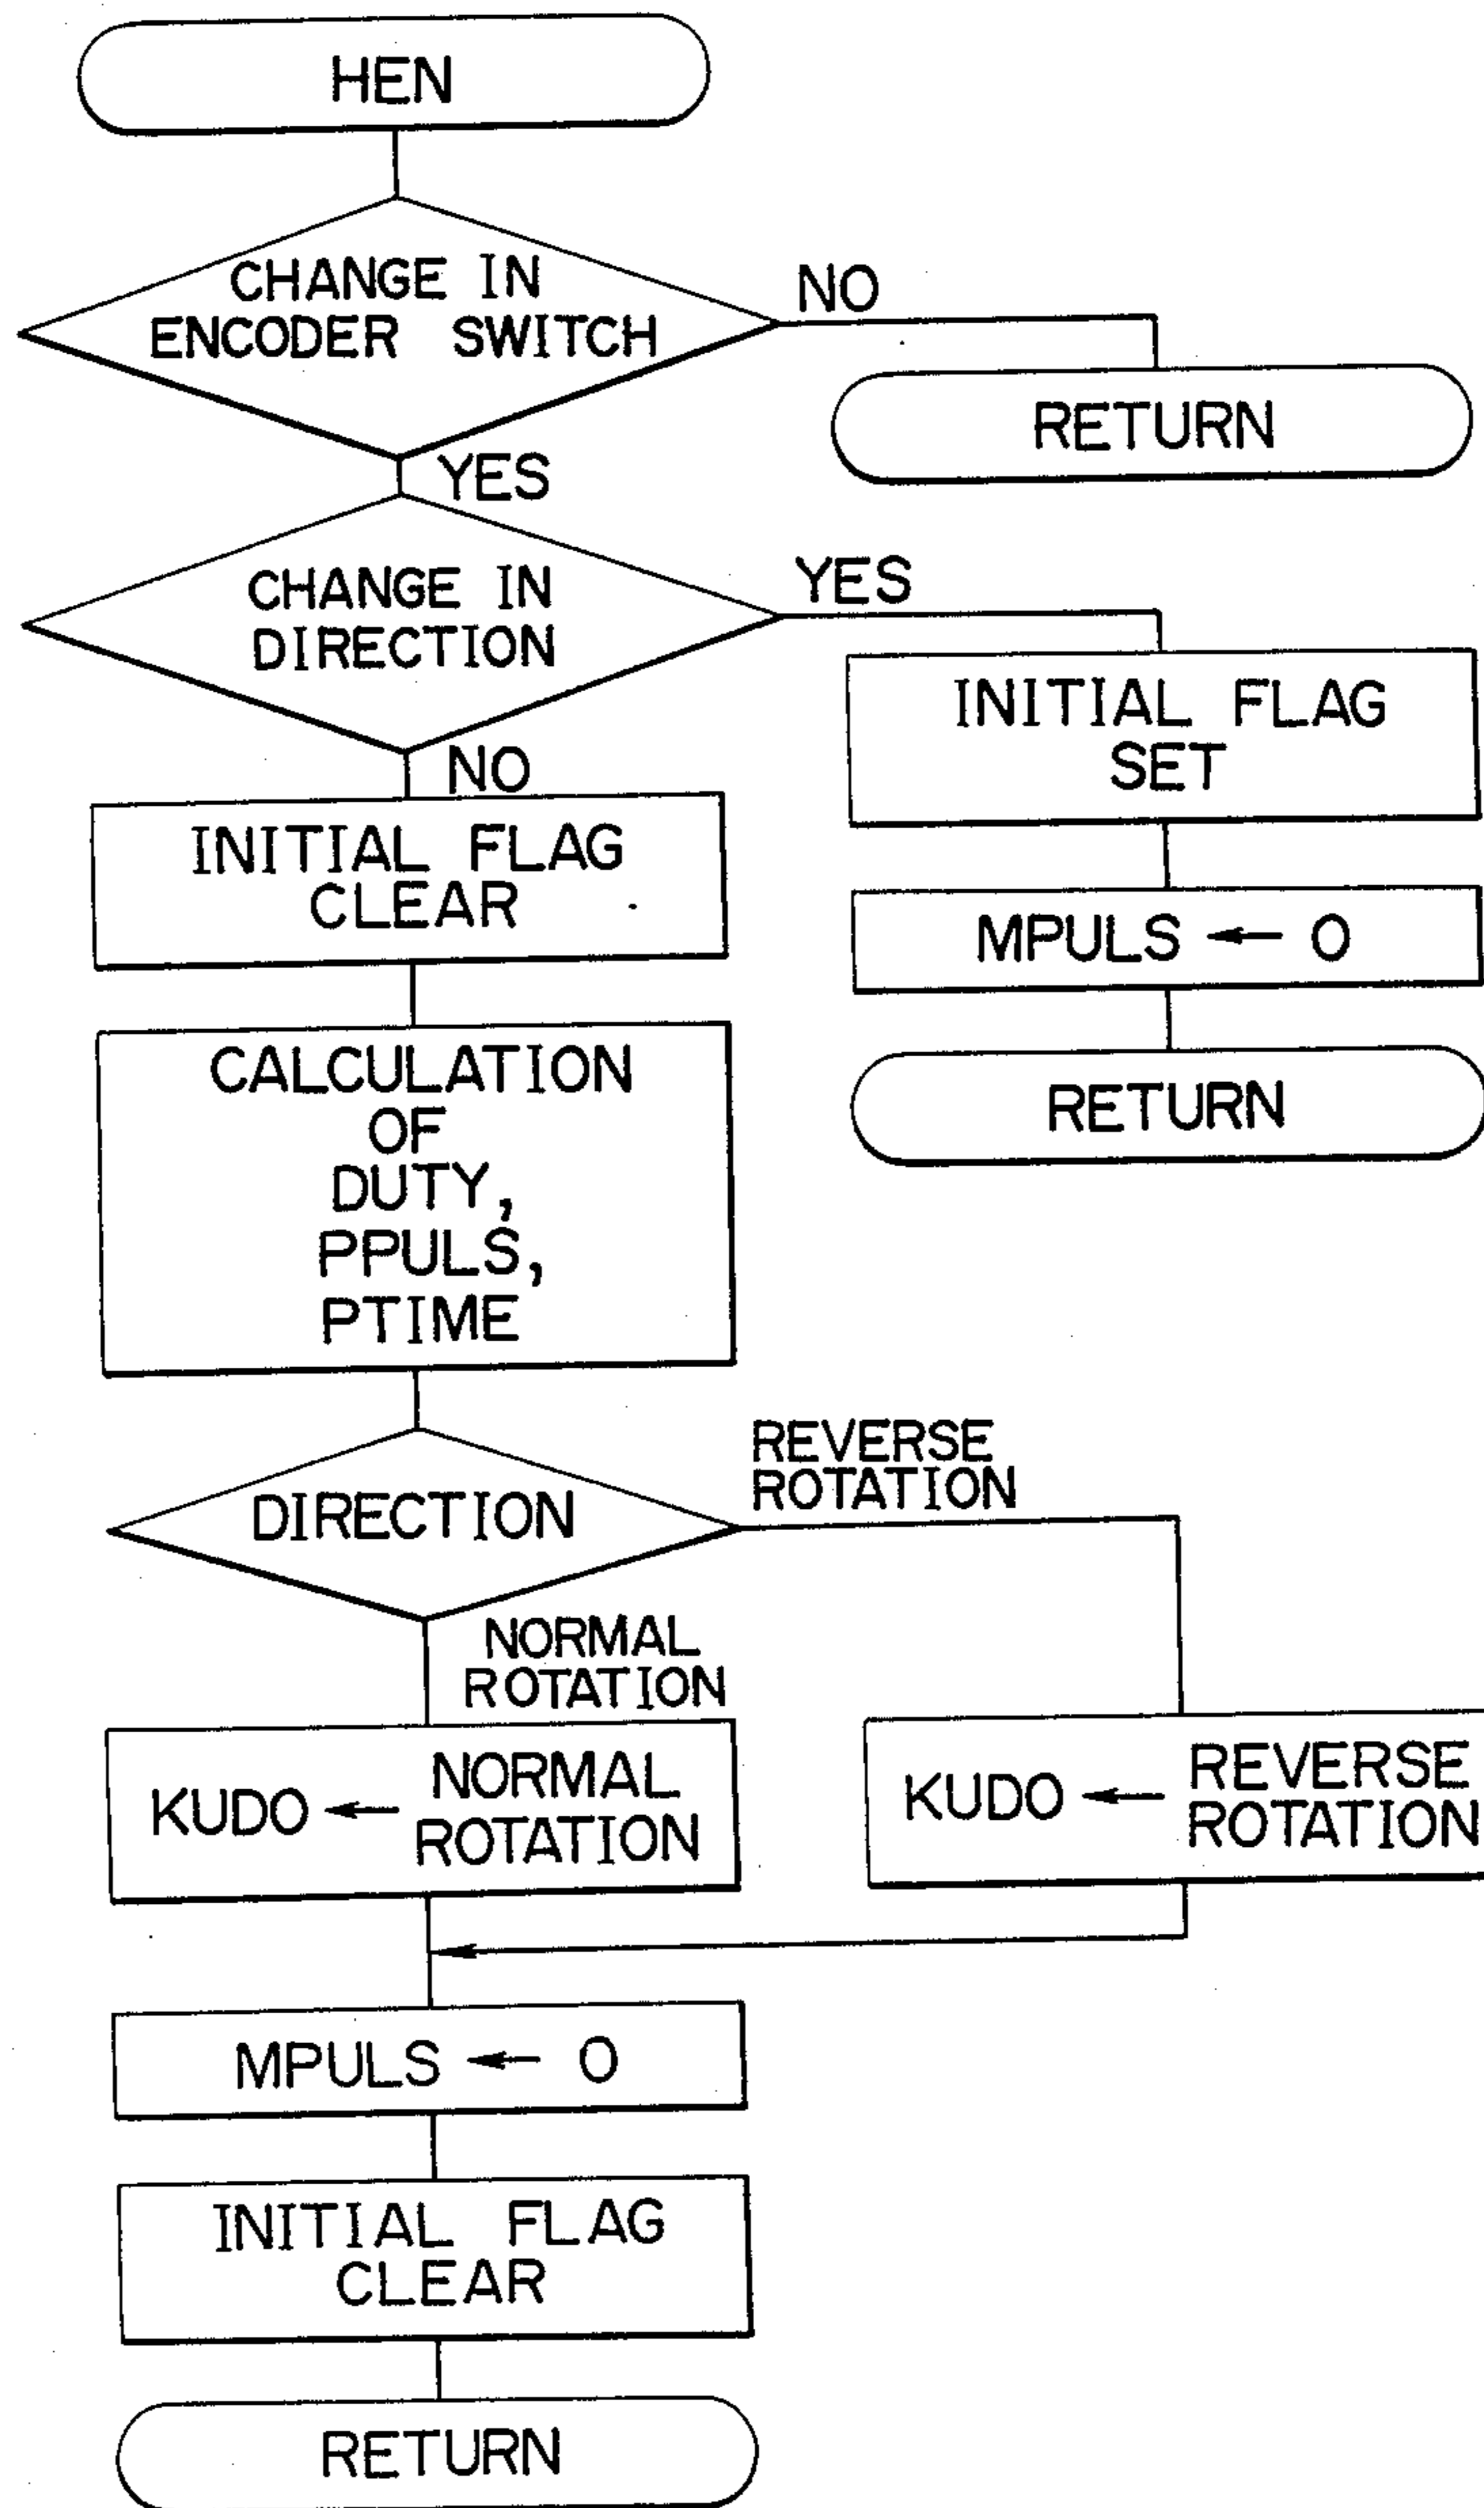 HEN
CHANGE IN
ENCODER SWITCH
NO
RETURN
YES
CHANGE IN
DIRECTION
YES
INITIAL FLAG
SET
MPULS ← 0
RETURN
NO
INITIAL FLAG
CLEAR
CALCULATION
OF
DUTY,
PPULS,
PTIME
DIRECTION
REVERSE
ROTATION
NORMAL
ROTATION
KUDO ← NORMAL
ROTATION
KUDO ← REVERSE
ROTATION
MPULS ← 0
INITIAL FLAG
CLEAR
RETURN